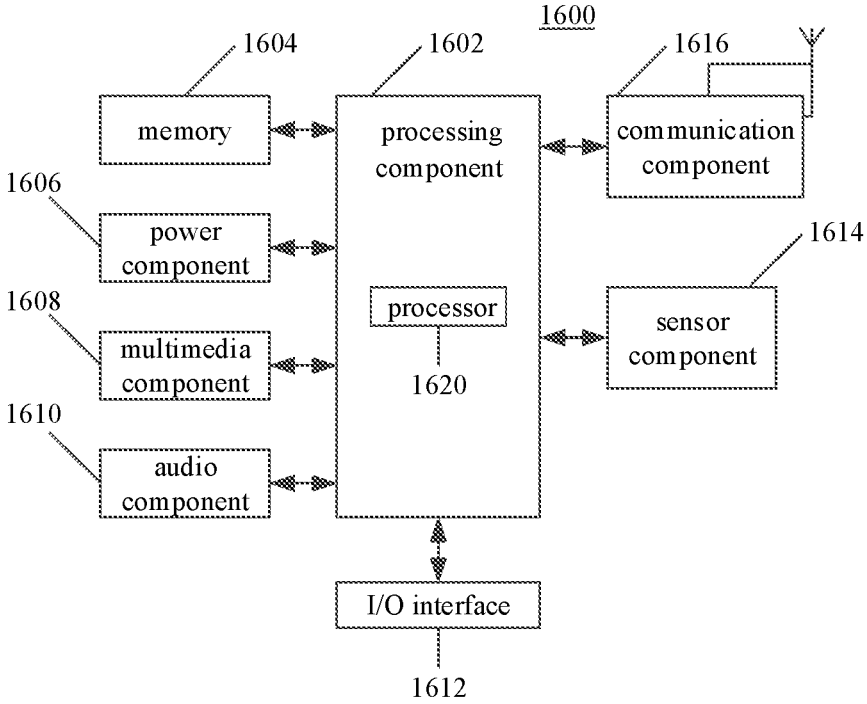 1600
1604
1602
1616
memory
processing
component
communication
component
1606
power
component
1614
1608
processor
sensor
component
multimedia
component
1620
1610
audio
component
I/O interface
1612